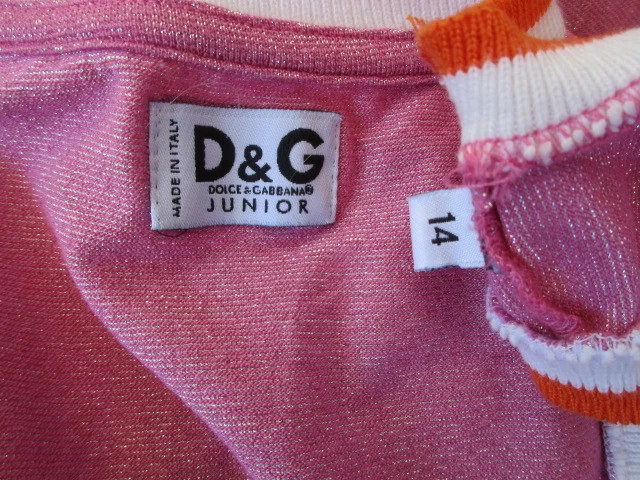 MADE IN ITALY
D&G
DOLCE & GABBANA®
JUNIOR
14